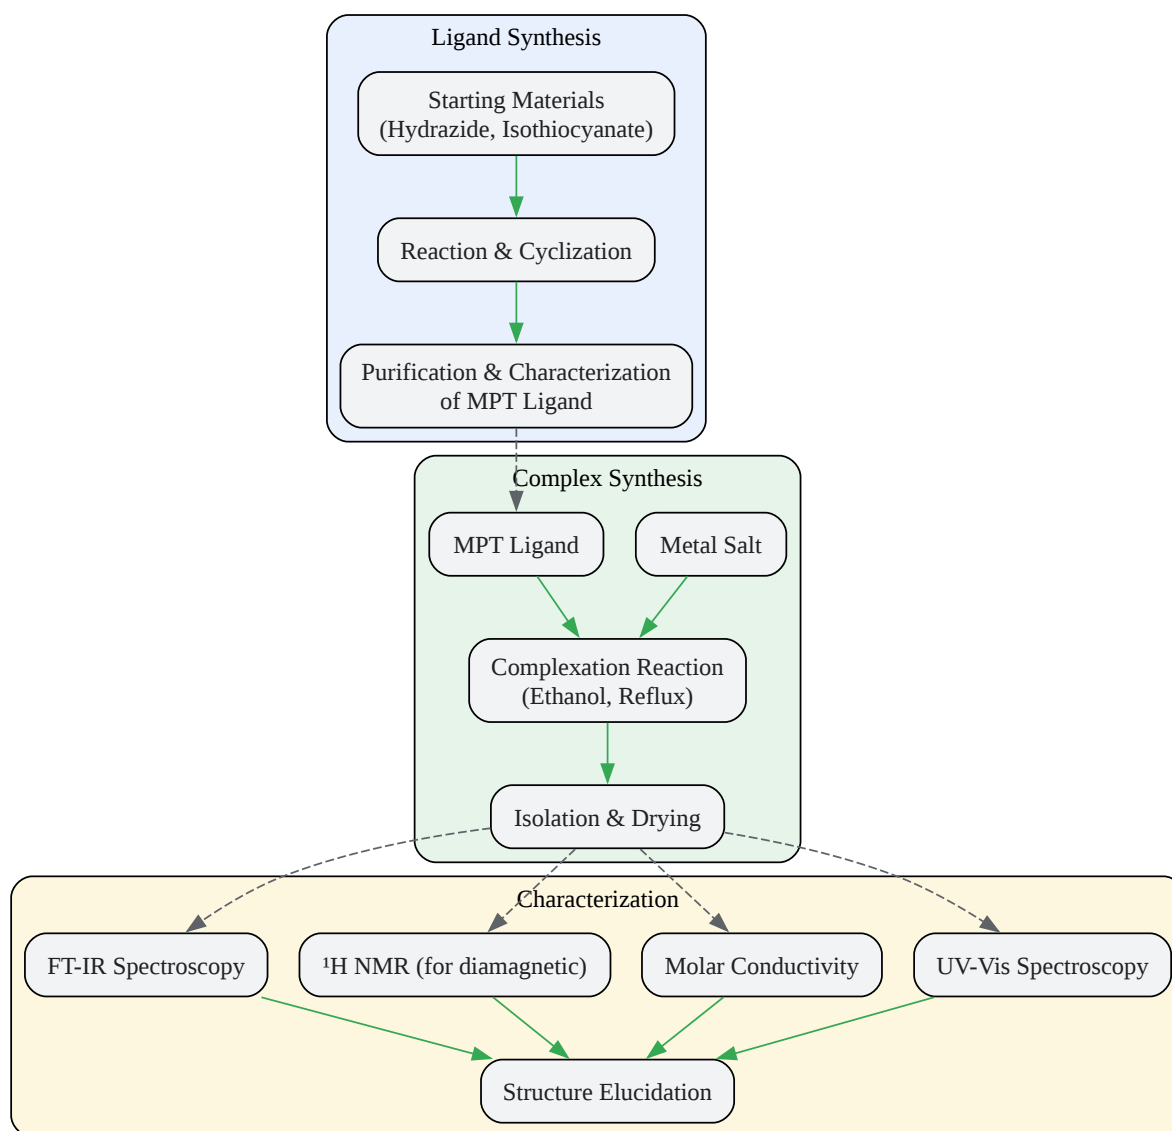 Ligand Synthesis
Starting Materials
(Hydrazide, Isothiocyanate)
Reaction & Cyclization
Purification & Characterization
of MPT Ligand
Complex Synthesis
MPT Ligand
Metal Salt
Complexation Reaction
(Ethanol, Reflux)
Isolation & Drying
Characterization
FT-IR Spectroscopy
¹H NMR (for diamagnetic)
Molar Conductivity
UV-Vis Spectroscopy
Structure Elucidation